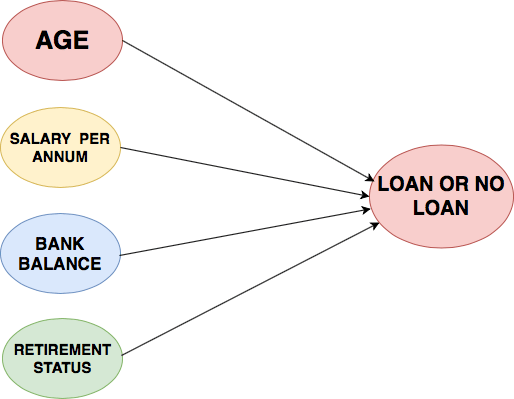 AGE
SALARY PER
ANNUM
BANK
BALANCE
RETIREMENT
STATUS
LOAN OR NO
LOAN